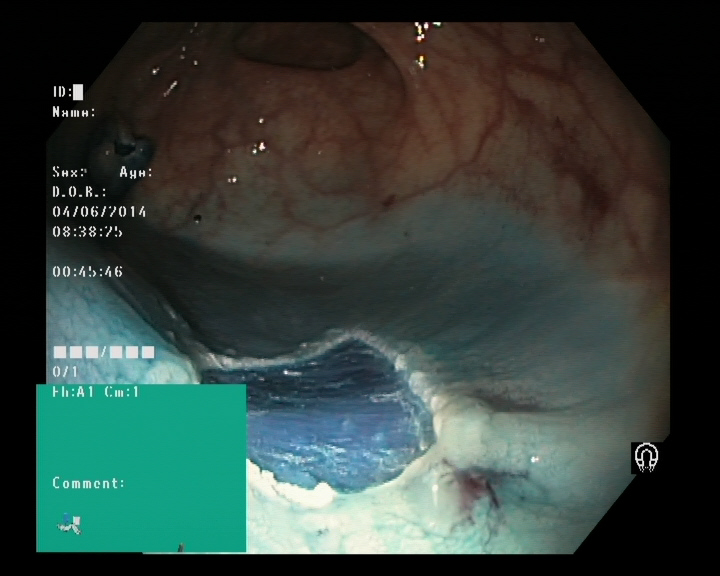 ID:
Name:
Sex: Age:
D.O.B.:
04/06/2014
08:38:25
00:45:46
■■■/■■■
0/1
Eh:A1 Cm:1
Comment: